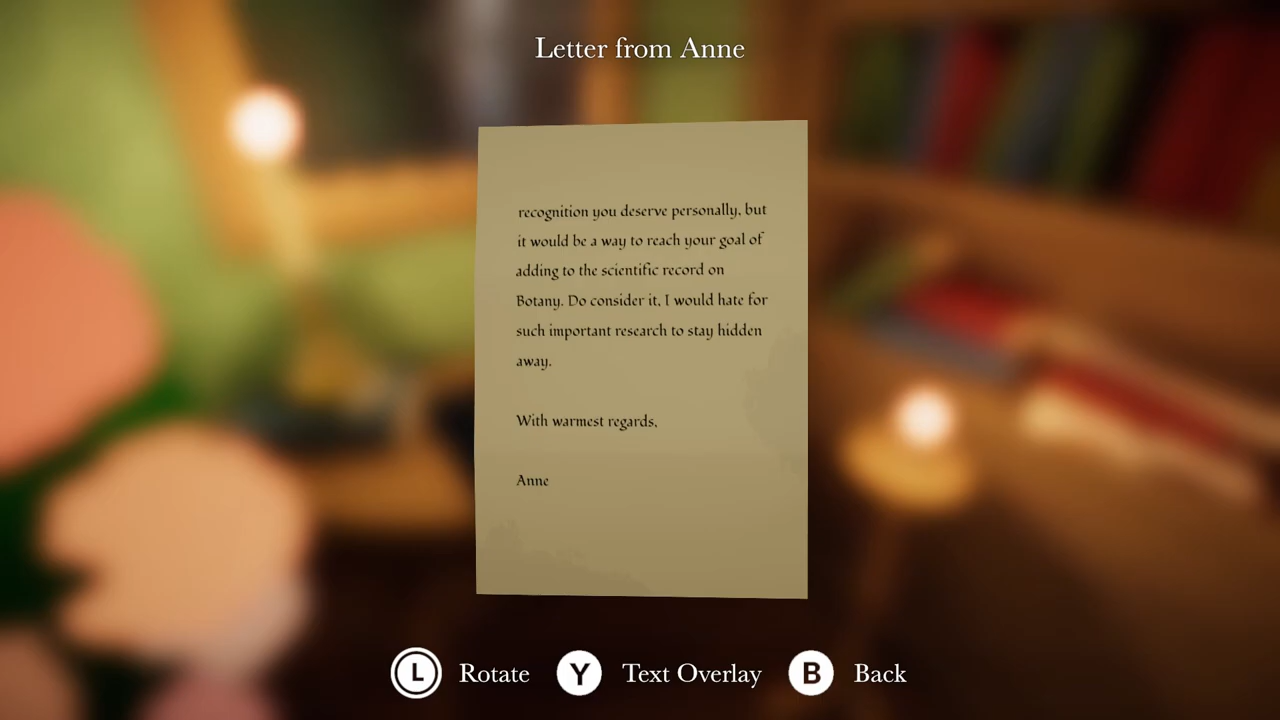 Letter from Anne
recognition you deserve personally, but
it would be a way to reach your goal of
adding to the scientific record on
Botany. Do consider it, I would hate for
such important research to stay hidden
away.
With warmest regards,
Anne
L Rotate Y Text Overlay B Back